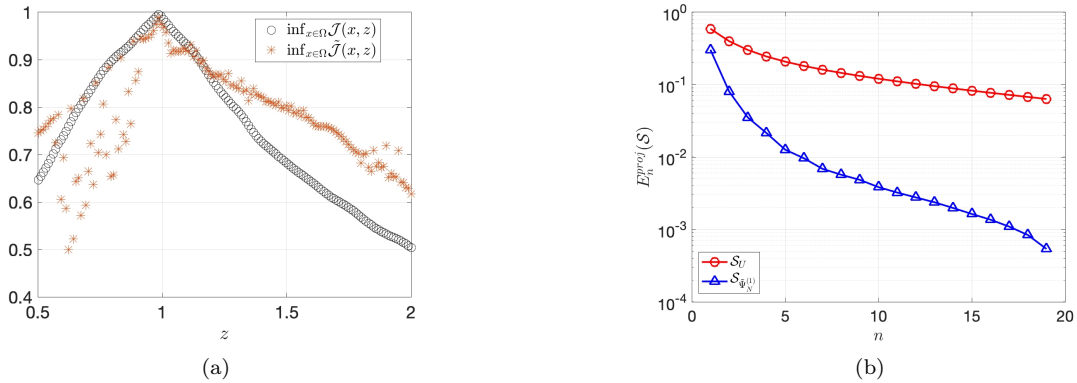 inf_{x∈Ω} 𝒥(x, z)
inf_{x∈Ω} 𝒥̃(x, z)
1
0.9
0.8
0.7
0.6
0.5
0.4
0.5
1
1.5
2
z
(a)
10^0
10^{-1}
10^{-2}
10^{-3}
10^{-4}
E_n^{proj}(𝒮)
𝒮_U
𝒮_{Ψ̃_N^{(1)}}
0
5
10
15
20
n
(b)